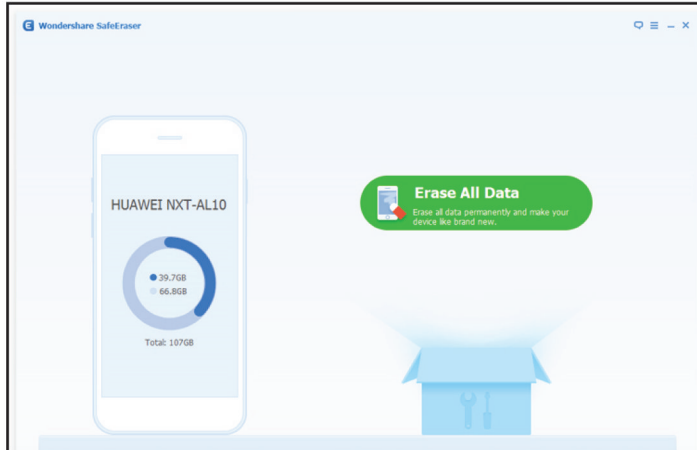 Wondershare SafeEraser
HUAWEI NXT-AL10
39.7GB
66.8GB
Total: 107GB
Erase All Data
Erase all data permanently and make your
device like brand new.